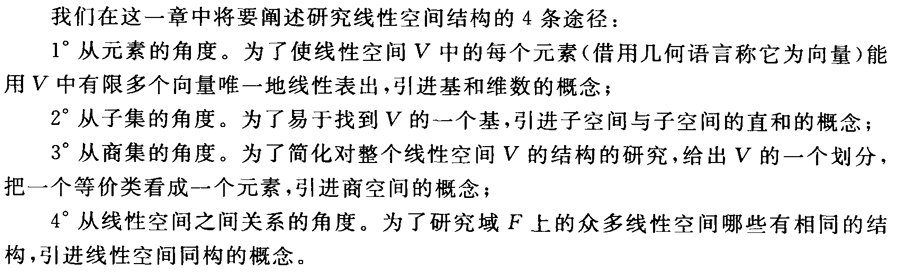 我们在这一章中将要阐述研究线性空间结构的 4 条途径：
1° 从元素的角度。为了使线性空间 V 中的每个元素(借用几何语言称它为向量)能
用 V 中有限多个向量唯一地线性表出,引进基和维数的概念；
2° 从子集的角度。为了易于找到 V 的一个基,引进子空间与子空间的直和的概念；
3° 从商集的角度。为了简化对整个线性空间 V 的结构的研究,给出 V 的一个划分,
把一个等价类看成一个元素,引进商空间的概念；
4° 从线性空间之间关系的角度。为了研究域 F 上的众多线性空间哪些有相同的结
构,引进线性空间同构的概念。